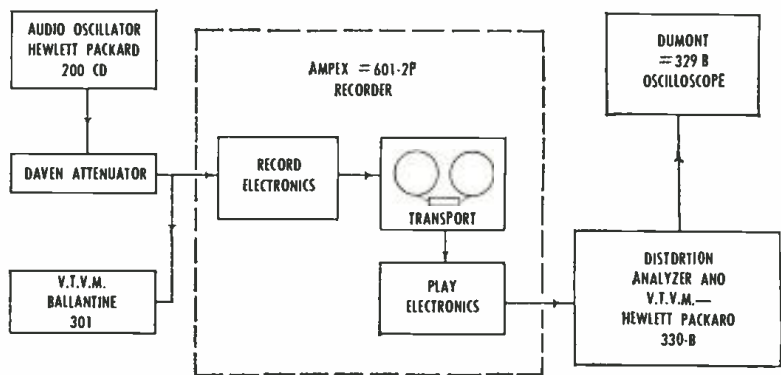 AUDIO OSCILLATOR
HEWLETT PACKARD
200 CD
DAVEN ATTENUATOR
V.T.V.M.
BALLANTINE
301
AMPEX =601-2P
RECORDER
RECORD
ELECTRONICS
TRANSPORT
PLAY
ELECTRONICS
DUMONT
=329 B
OSCILLOSCOPE
DISTORTION
ANALYZER AND
V.T.V.M.—
HEWLETT PACKARO
330-B